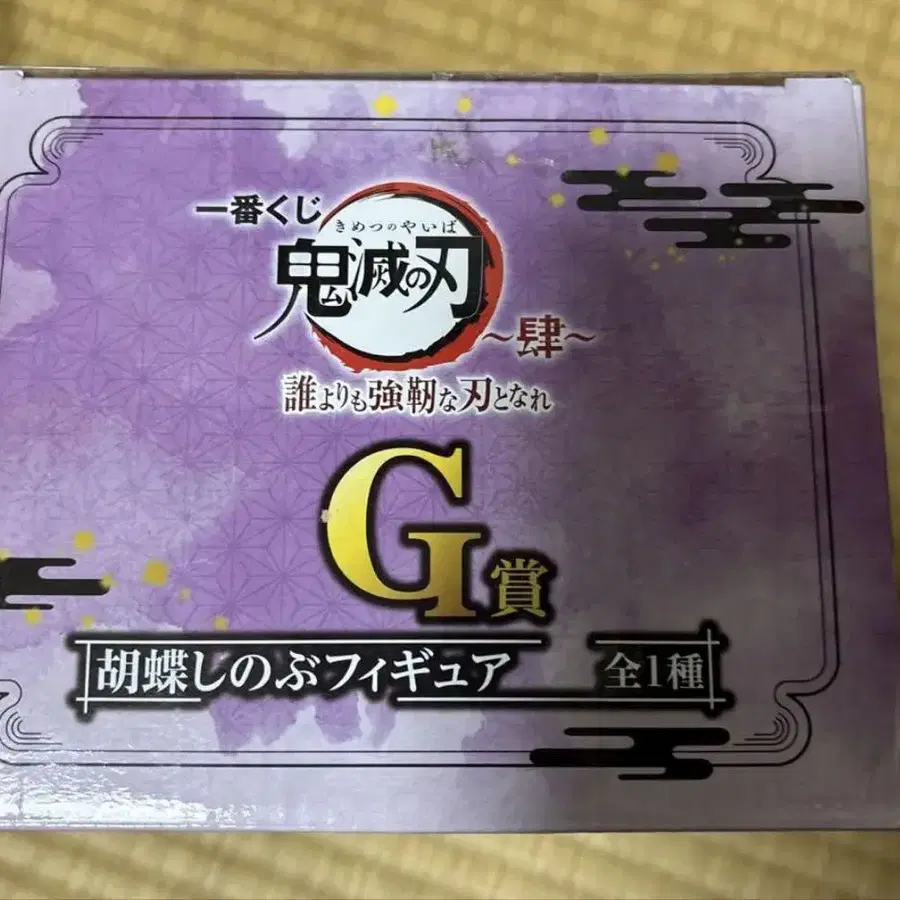 一番くじ
きめつのやいば
鬼滅の刃
～肆～
誰よりも強靭な刃となれ
G賞
胡蝶しのぶフィギュア 全1種